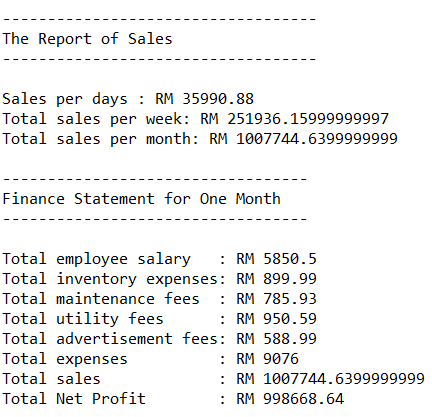 ----------------------------------
The Report of Sales
----------------------------------
Sales per days : RM 35990.88
Total sales per week: RM 251936.15999999997
Total sales per month: RM 1007744.6399999999
---------------------------------
Finance Statement for One Month
---------------------------------
Total employee salary   : RM 5850.5
Total inventory expenses: RM 899.99
Total maintenance fees  : RM 785.93
Total utility fees      : RM 950.59
Total advertisement fees: RM 588.99
Total expenses          : RM 9076
Total sales             : RM 1007744.6399999999
Total Net Profit        : RM 998668.64